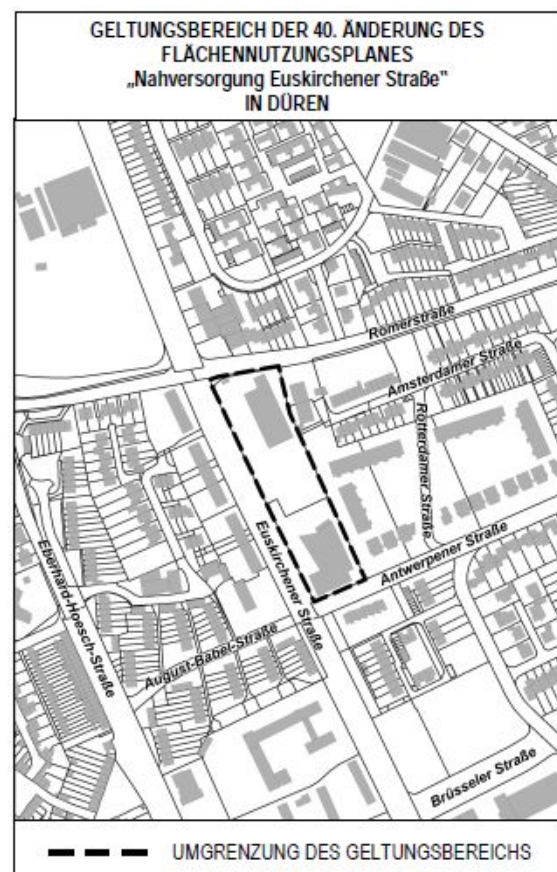 GELTUNGSBEREICH DER 40. ÄNDERUNG DES
FLÄCHENNUTZUNGSPLANES
„Nahversorgung Euskirchener Straße"
IN DÜREN
Römerstraße
Amsterdamer Straße
Rotterdamer Straße
Antwerpener Straße
Euskirchener Straße
Eberhard-Hoesch-Straße
August-Babel-Straße
Brüsseler Straße
UMGRENZUNG DES GELTUNGSBEREICHS